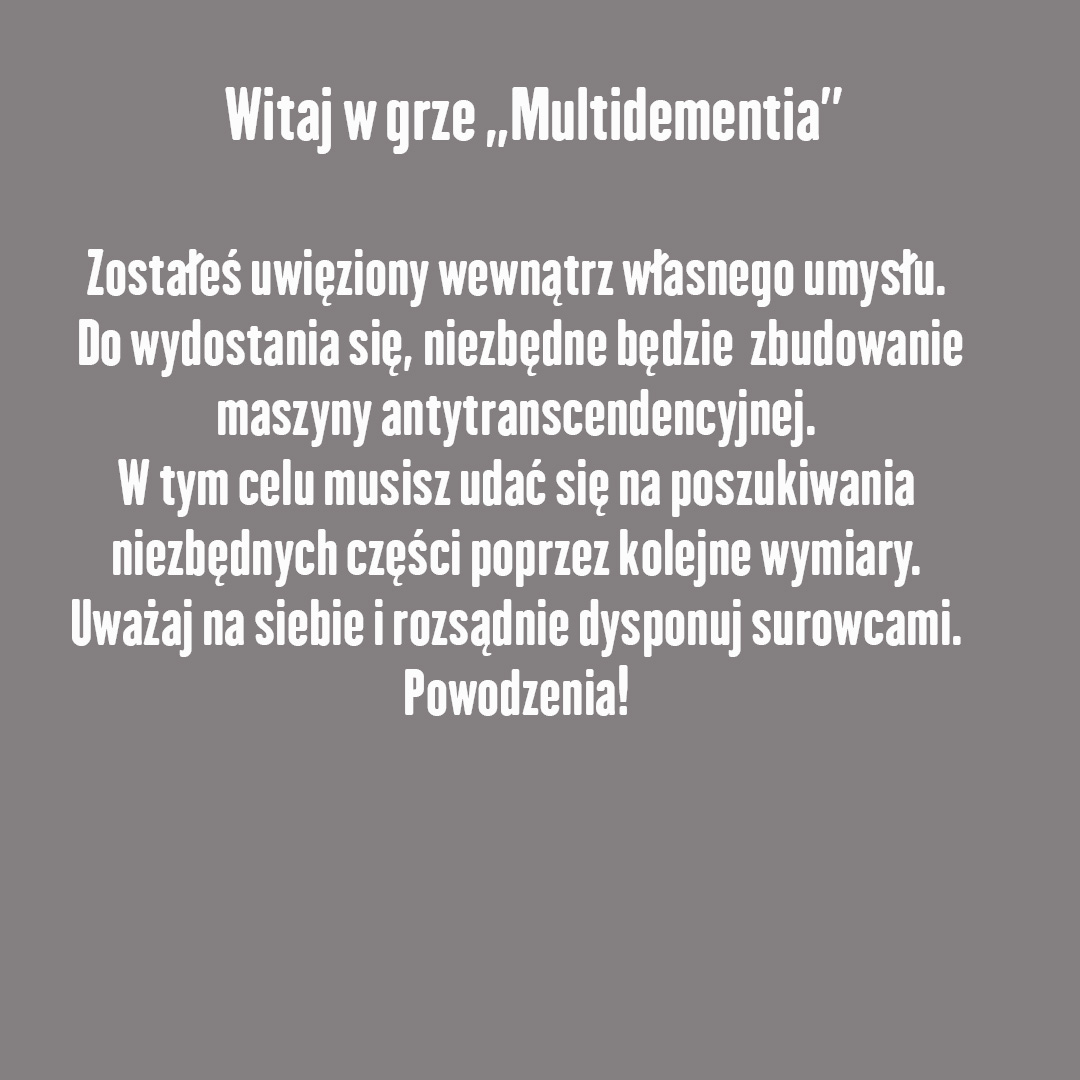 Witaj w grze „Multidementia”
Zostałeś uwięziony wewnątrz własnego umysłu.
Do wydostania się, niezbędne będzie  zbudowanie
maszyny antytranscendencyjnej.
W tym celu musisz udać się na poszukiwania
niezbędnych części poprzez kolejne wymiary.
Uważaj na siebie i rozsądnie dysponuj surowcami.
Powodzenia!